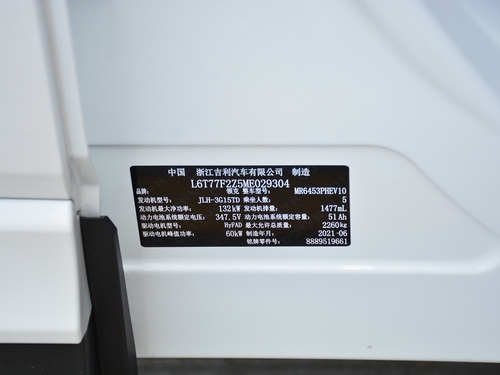 中国 浙江吉利汽车有限公司 制造
L6T77F2Z5ME029304
品牌: 领克 整车型号: MR6453PHEV10
发动机型号: JLH-3G15TD 乘坐人数: 5
发动机最大净功率: 132kW 发动机排量: 1477mL
动力电池系统额定电压: 347.5V 动力电池系统额定容量: 51Ah
驱动电机型号: HyFAD 最大允许总质量: 2260kg
驱动电机峰值功率: 60kW 制造年月: 2021-06
铭牌零件号: 8889519661